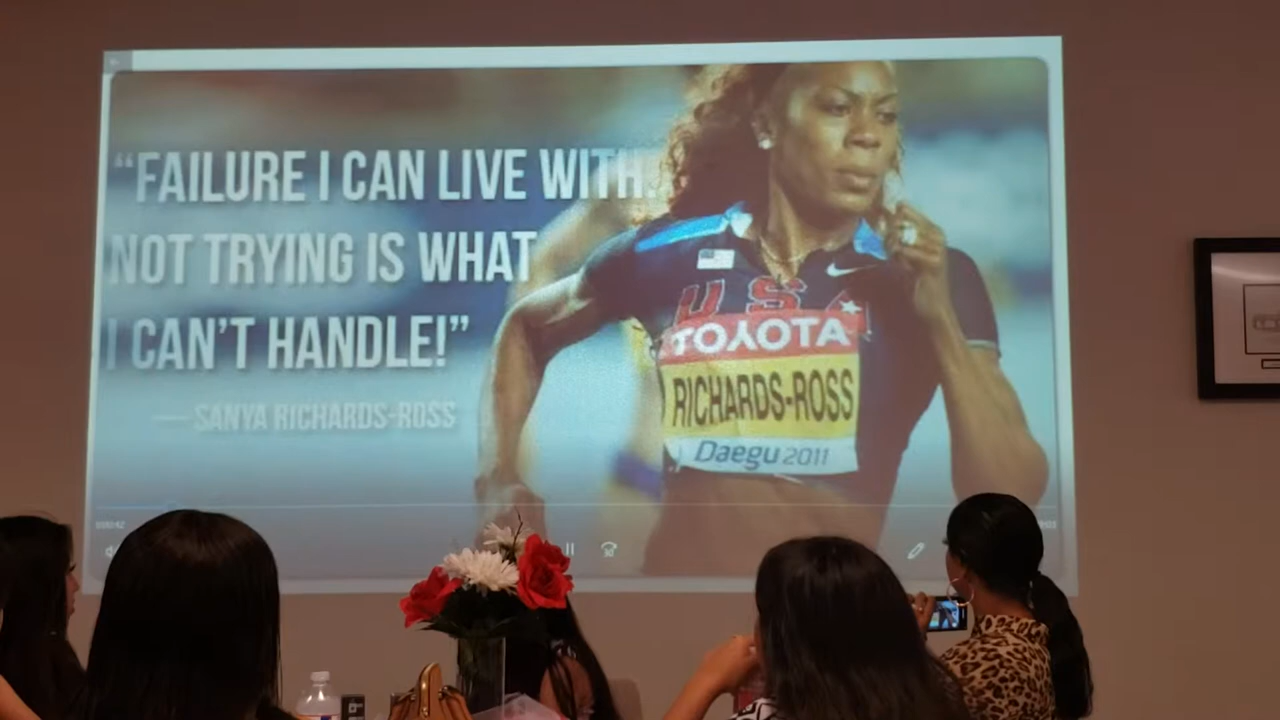 “FAILURE I CAN LIVE WITH.
NOT TRYING IS WHAT
I CAN’T HANDLE!”
— SANYA RICHARDS-ROSS
USA
TOYOTA
RICHARDS-ROSS
Daegu 2011